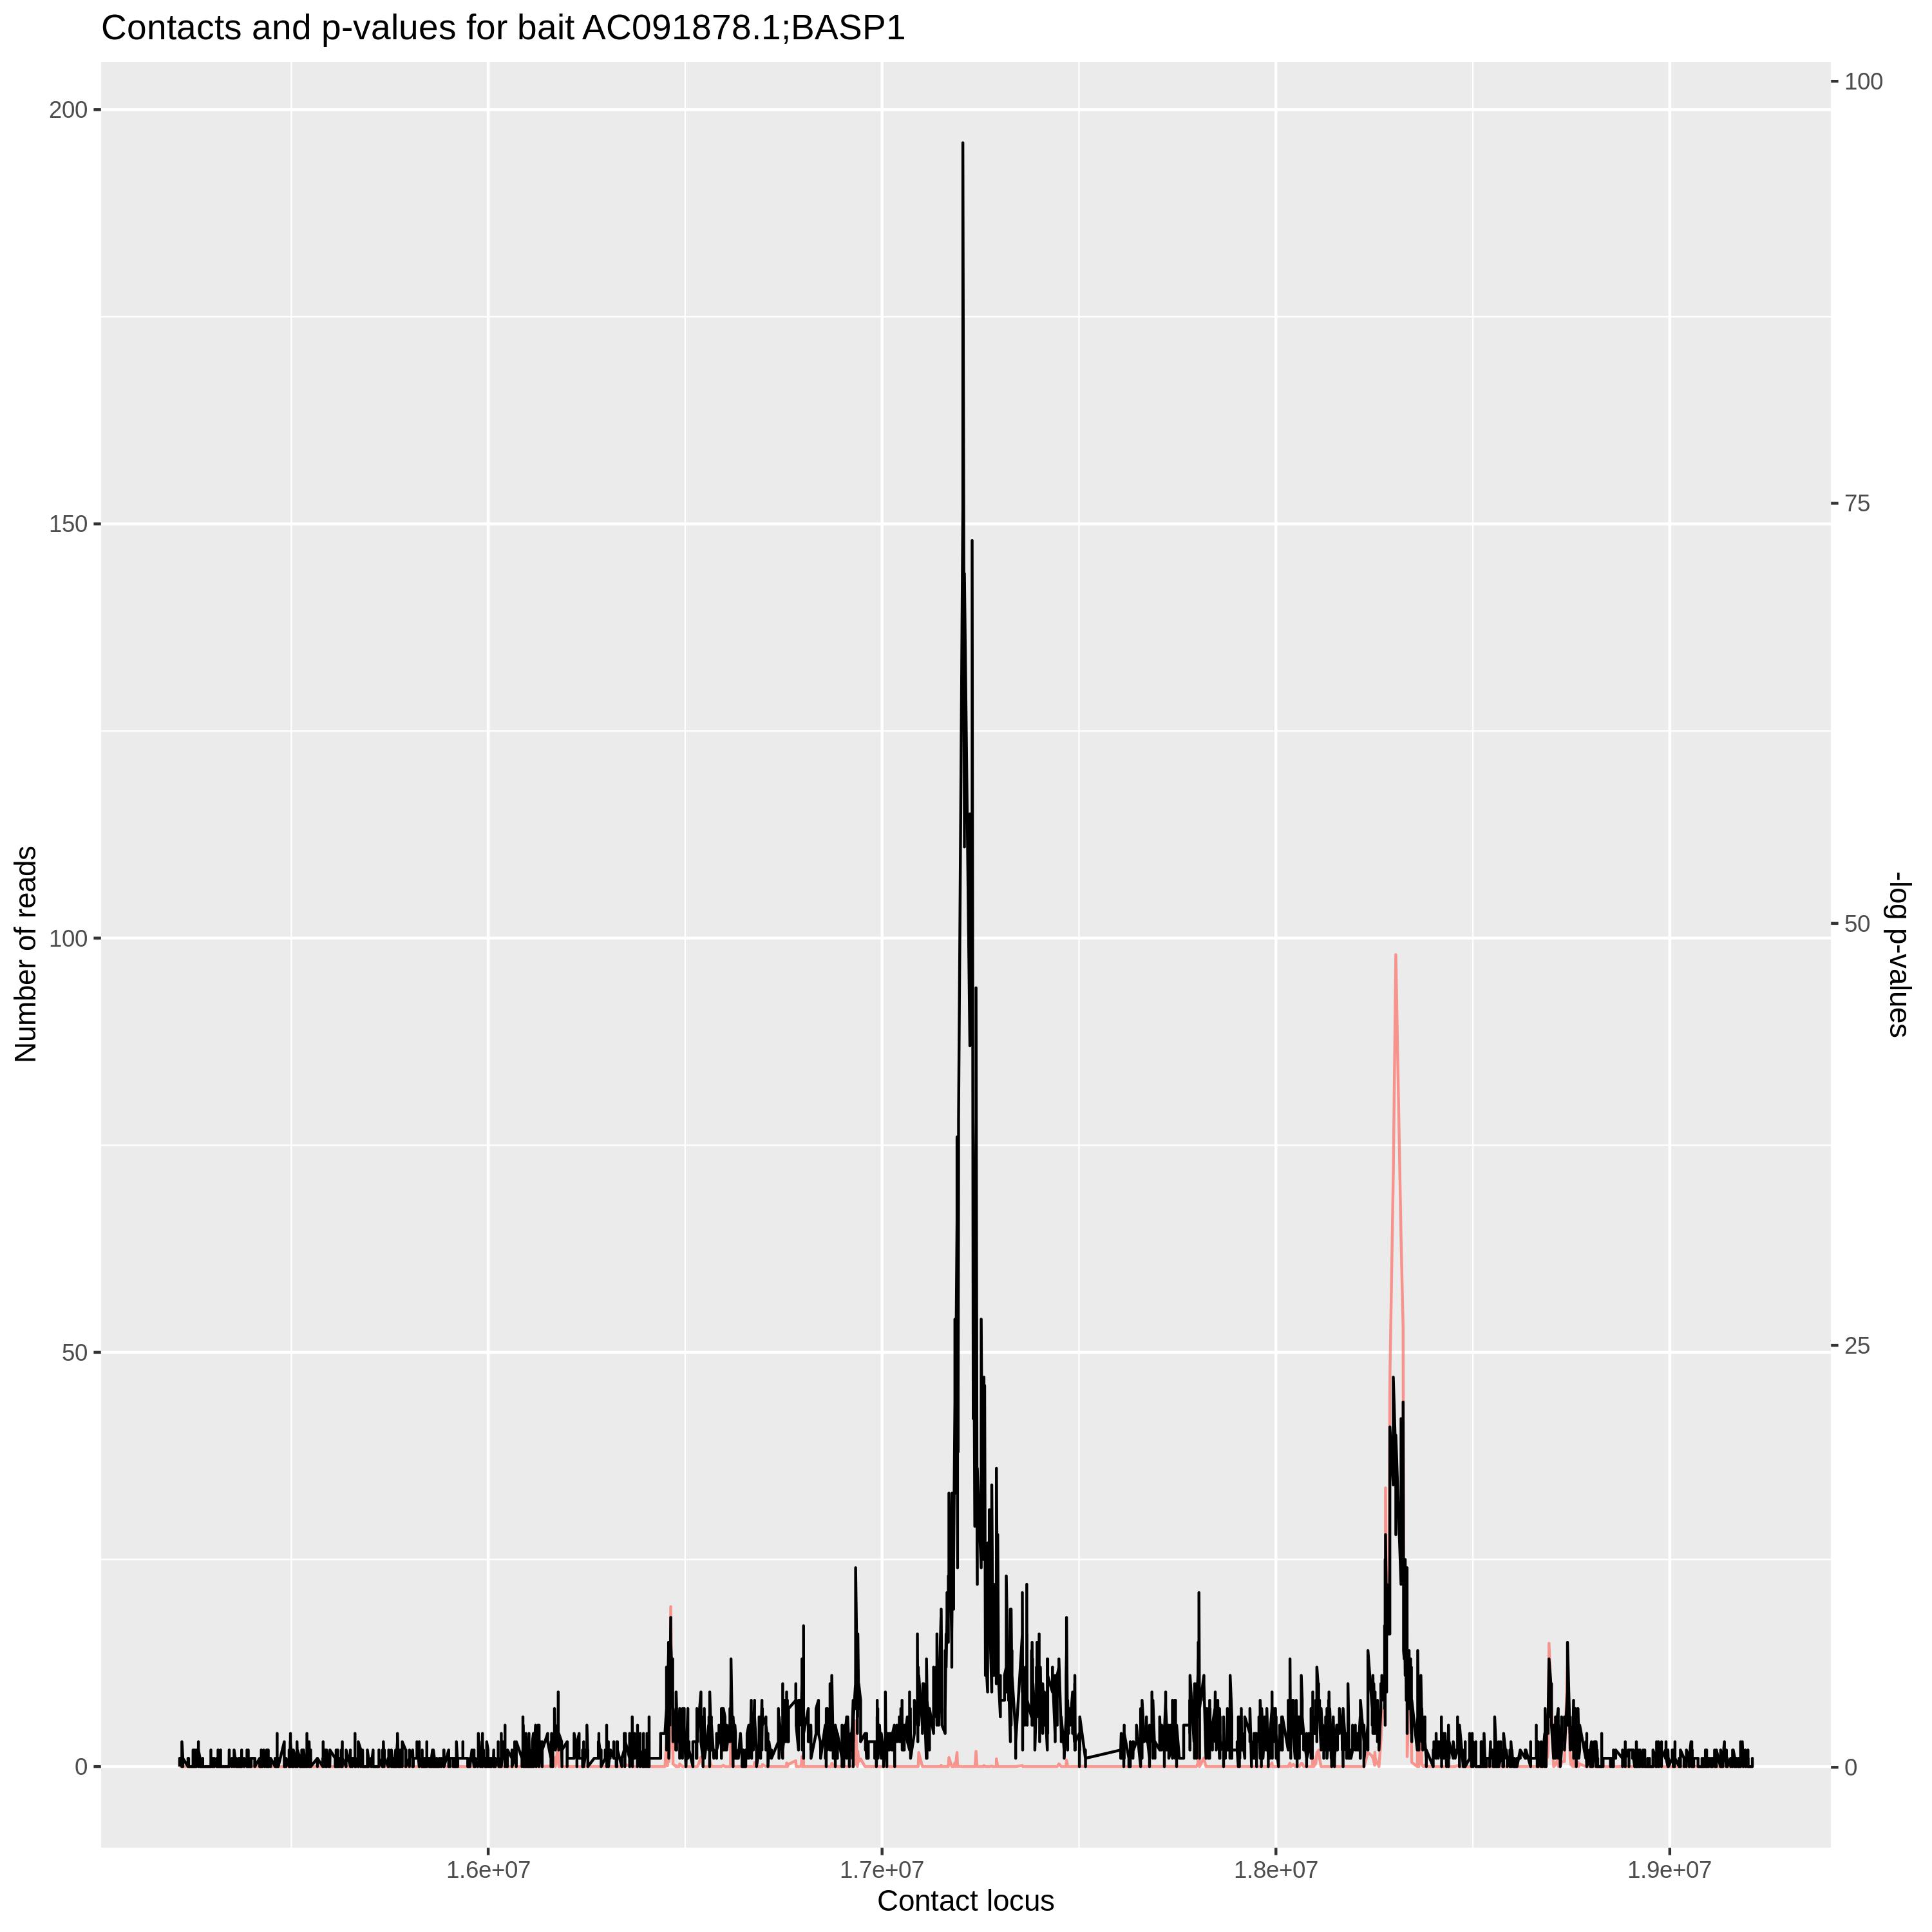 Contacts and p-values for bait AC091878.1;BASP1
200
150
100
50
0
Number of reads
100
75
50
25
0
-log p-values
1.6e+07
1.7e+07
1.8e+07
1.9e+07
Contact locus